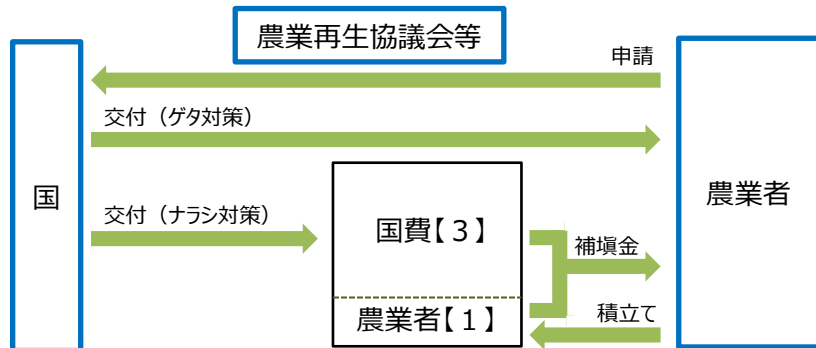 農業再生協議会等
申請
交付（ゲタ対策）
国
農業者
交付（ナラシ対策）
国費【３】
補塡金
農業者【１】
積立て